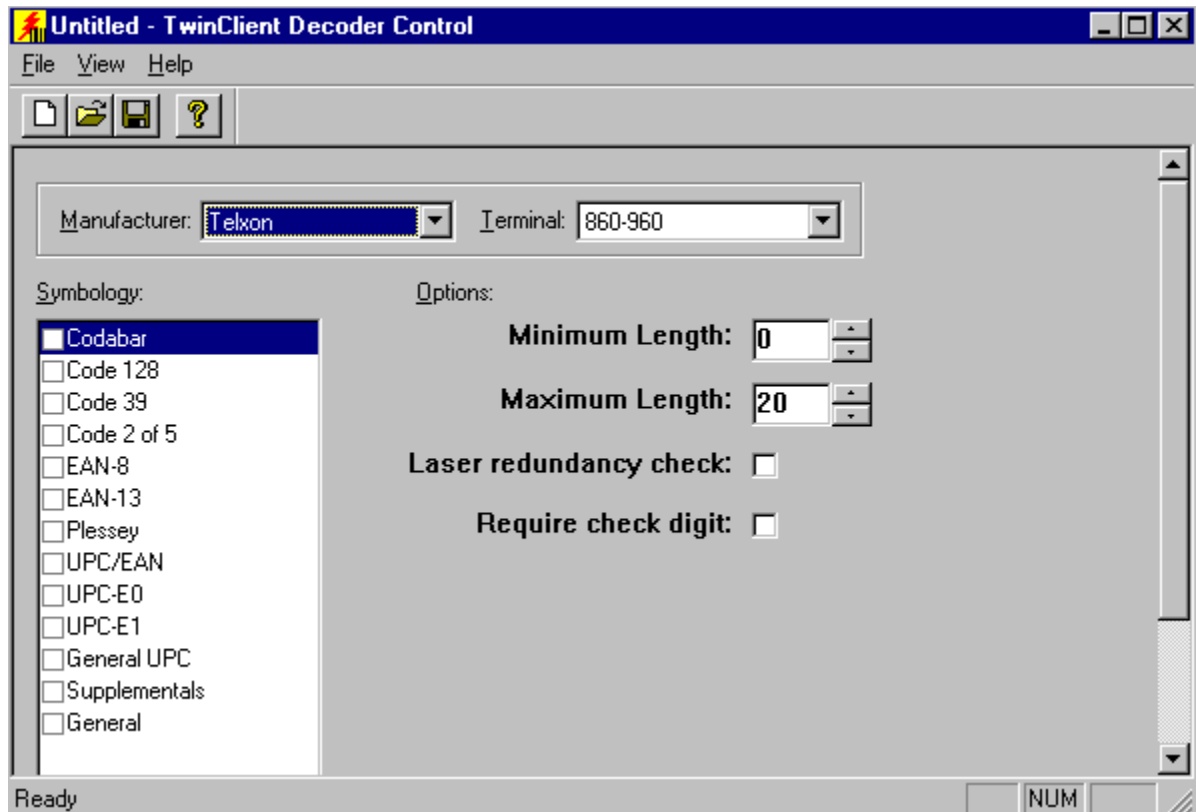 Untitled - TwinClient Decoder Control
File View Help
Manufacturer: Telxon Terminal: 860-960
Symbology: Options:
Codabar
Code 128
Code 39
Code 2 of 5
EAN-8
EAN-13
Plessey
UPC/EAN
UPC-E0
UPC-E1
General UPC
Supplementals
General
Minimum Length: 0
Maximum Length: 20
Laser redundancy check:
Require check digit:
Ready NUM